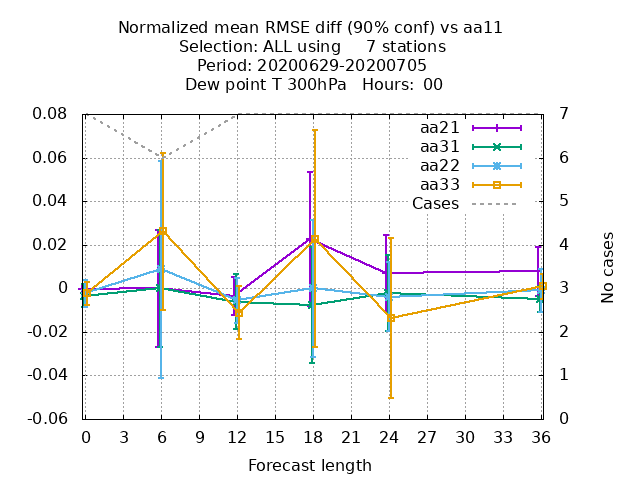 Normalized mean RMSE diff (90% conf) vs aa11
Selection: ALL using     7 stations
Period: 20200629-20200705
Dew point T 300hPa   Hours:  00
aa21
aa31
aa22
aa33
Cases
0.08
0.06
0.04
0.02
0
-0.02
-0.04
-0.06
7
6
5
4
3
2
1
0
No cases
0 3 6 9 12 15 18 21 24 27 30 33 36
Forecast length